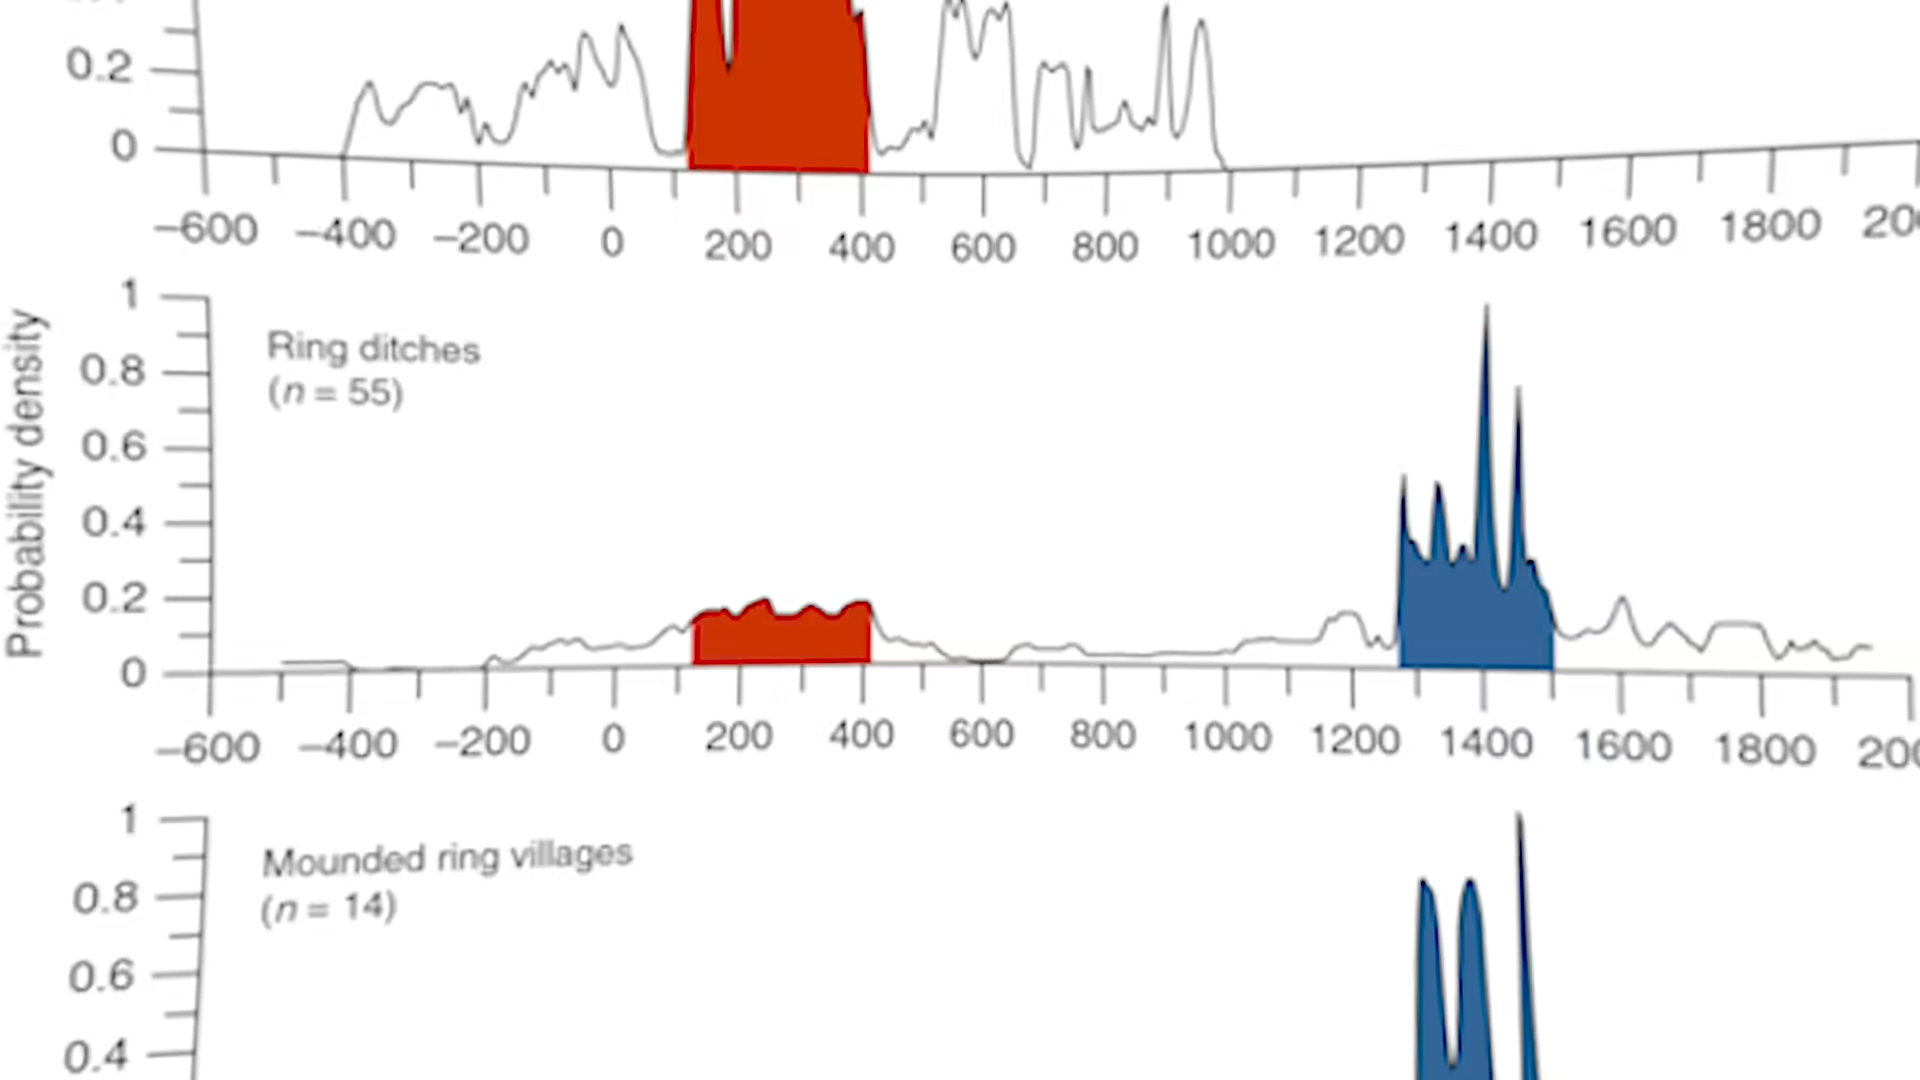 0.2
0
−600 −400 −200 0 200 400 600 800 1000 1200 1400 1600 1800
Probability density
1
Ring ditches
(n = 55)
0.8
0.6
0.4
0.2
0
−600 −400 −200 0 200 400 600 800 1000 1200 1400 1600 1800
1
Mounded ring villages
(n = 14)
0.8
0.6
0.4